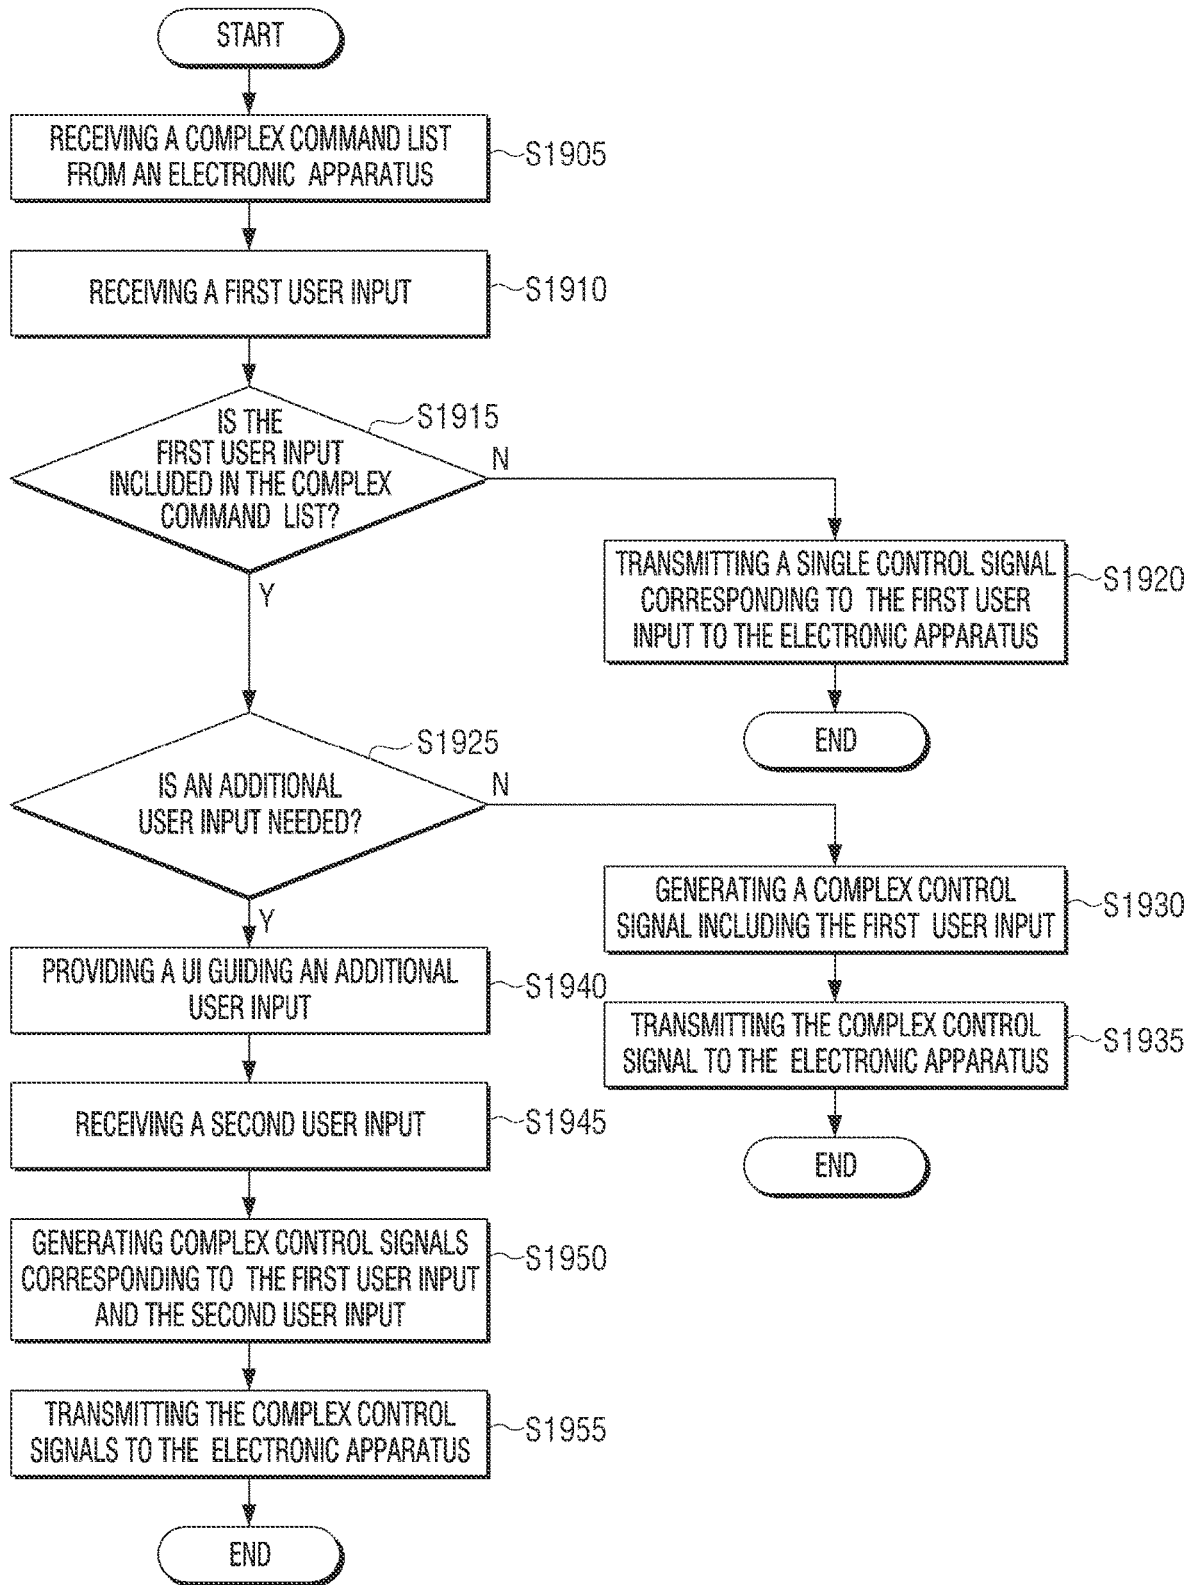 START
RECEIVING A COMPLEX COMMAND LIST
FROM AN ELECTRONIC APPARATUS
S1905
RECEIVING A FIRST USER INPUT
S1910
IS THE
FIRST USER INPUT
INCLUDED IN THE COMPLEX
COMMAND LIST?
S1915
N
Y
TRANSMITTING A SINGLE CONTROL SIGNAL
CORRESPONDING TO THE FIRST USER
INPUT TO THE ELECTRONIC APPARATUS
S1920
END
IS AN ADDITIONAL
USER INPUT NEEDED?
S1925
N
Y
GENERATING A COMPLEX CONTROL
SIGNAL INCLUDING THE FIRST USER INPUT
S1930
TRANSMITTING THE COMPLEX CONTROL
SIGNAL TO THE ELECTRONIC APPARATUS
S1935
END
PROVIDING A UI GUIDING AN ADDITIONAL
USER INPUT
S1940
RECEIVING A SECOND USER INPUT
S1945
GENERATING COMPLEX CONTROL SIGNALS
CORRESPONDING TO THE FIRST USER INPUT
AND THE SECOND USER INPUT
S1950
TRANSMITTING THE COMPLEX CONTROL
SIGNALS TO THE ELECTRONIC APPARATUS
S1955
END